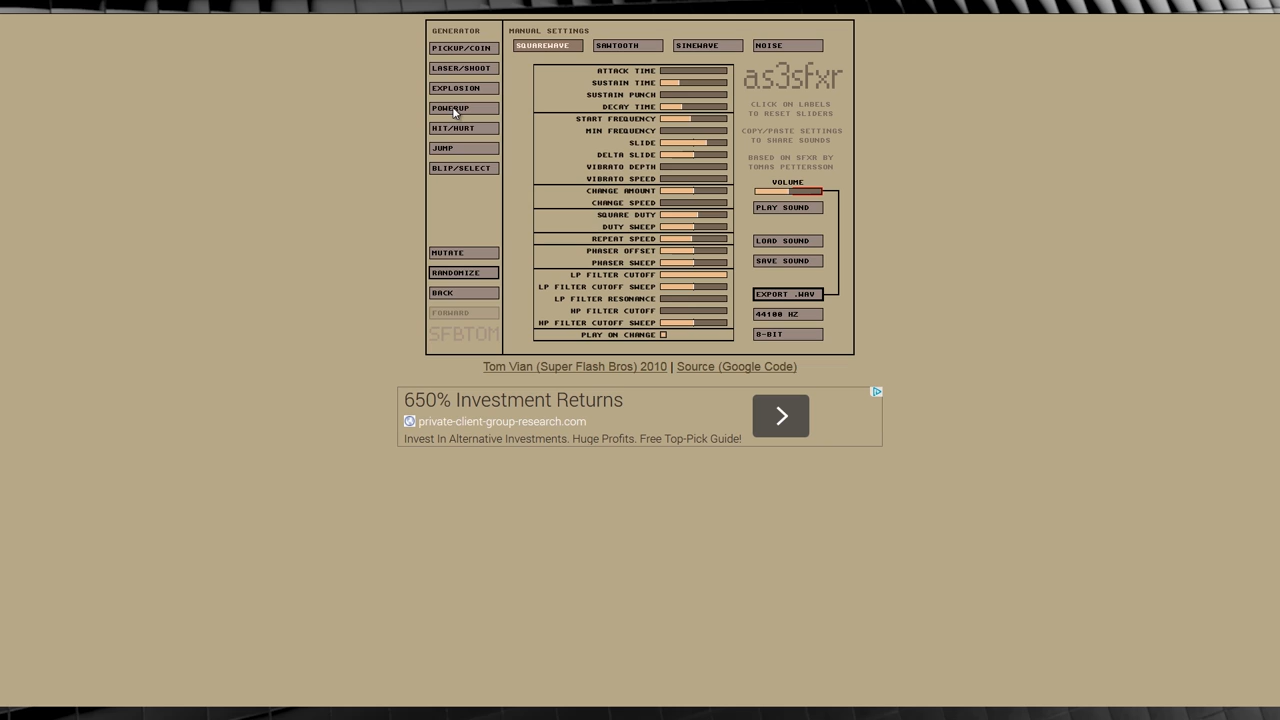 GENERATOR
PICKUP/COIN
LASER/SHOOT
EXPLOSION
POWERUP
HIT/HURT
JUMP
BLIP/SELECT
MUTATE
RANDOMIZE
BACK
FORWARD
SFBTOM
MANUAL SETTINGS
SQUAREWAVE
SAWTOOTH
SINEWAVE
NOISE
ATTACK TIME
SUSTAIN TIME
SUSTAIN PUNCH
DECAY TIME
START FREQUENCY
MIN FREQUENCY
SLIDE
DELTA SLIDE
VIBRATO DEPTH
VIBRATO SPEED
CHANGE AMOUNT
CHANGE SPEED
SQUARE DUTY
DUTY SWEEP
REPEAT SPEED
PHASER OFFSET
PHASER SWEEP
LP FILTER CUTOFF
LP FILTER CUTOFF SWEEP
LP FILTER RESONANCE
HP FILTER CUTOFF
HP FILTER CUTOFF SWEEP
PLAY ON CHANGE
as3sfxr
CLICK ON LABELS
TO RESET SLIDERS
COPY/PASTE SETTINGS
TO SHARE SOUNDS
BASED ON SFXR BY
TOMAS PETTERSSON
VOLUME
PLAY SOUND
LOAD SOUND
SAVE SOUND
EXPORT .WAV
44100 HZ
8-BIT
Tom Vian (Super Flash Bros) 2010 | Source (Google Code)
650% Investment Returns
private-client-group-research.com
Invest In Alternative Investments. Huge Profits. Free Top-Pick Guide!